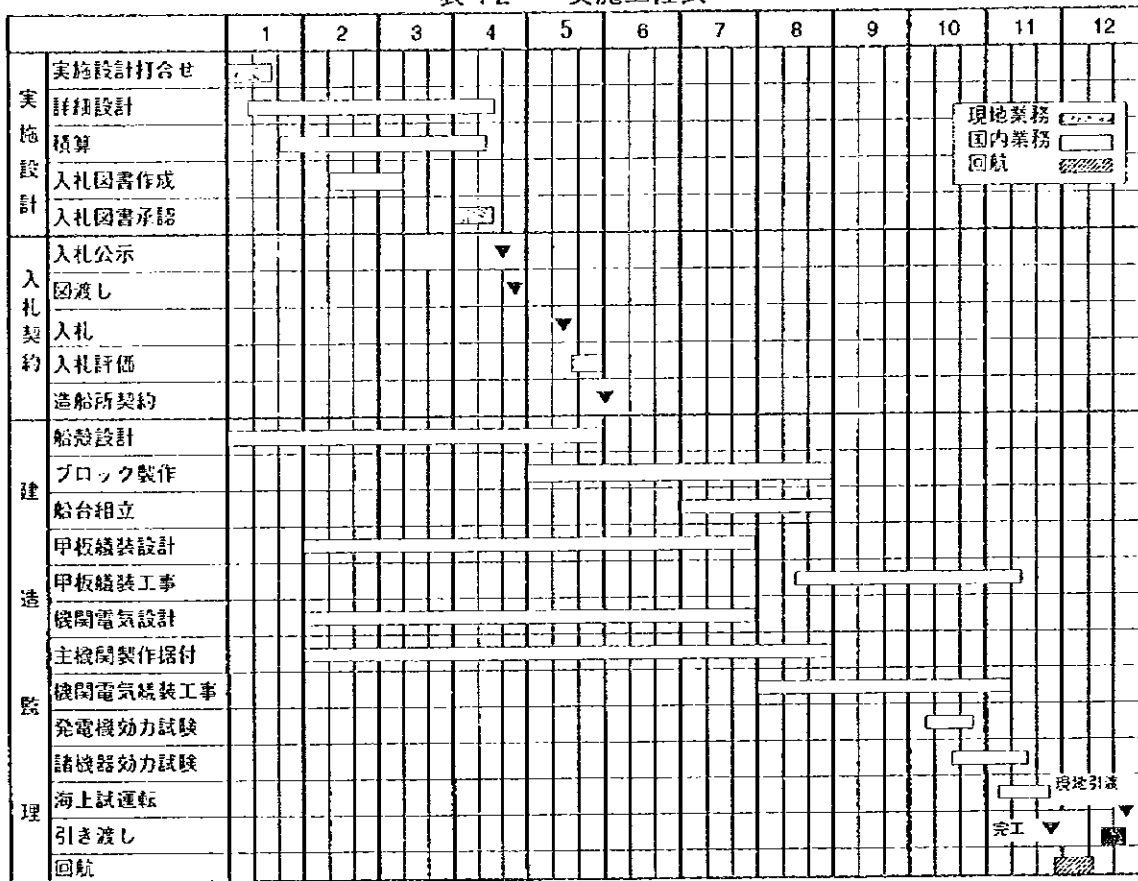 1 2 3 4 5 6 7 8 9 10 11 12
実施設計
実施設計打合せ
詳細設計
積算
入札図書作成
入札図書承認
現地業務
国内業務
回航
入札契約
入札公示
図渡し
入札
入札評価
造船所契約
建造監理
船殻設計
ブロック製作
船台組立
甲板艤装設計
甲板艤装工事
機関電気設計
主機関製作据付
機関電気艤装工事
発電機効力試験
諸機器効力試験
海上試運転
現地引渡
引き渡し
完工
回航